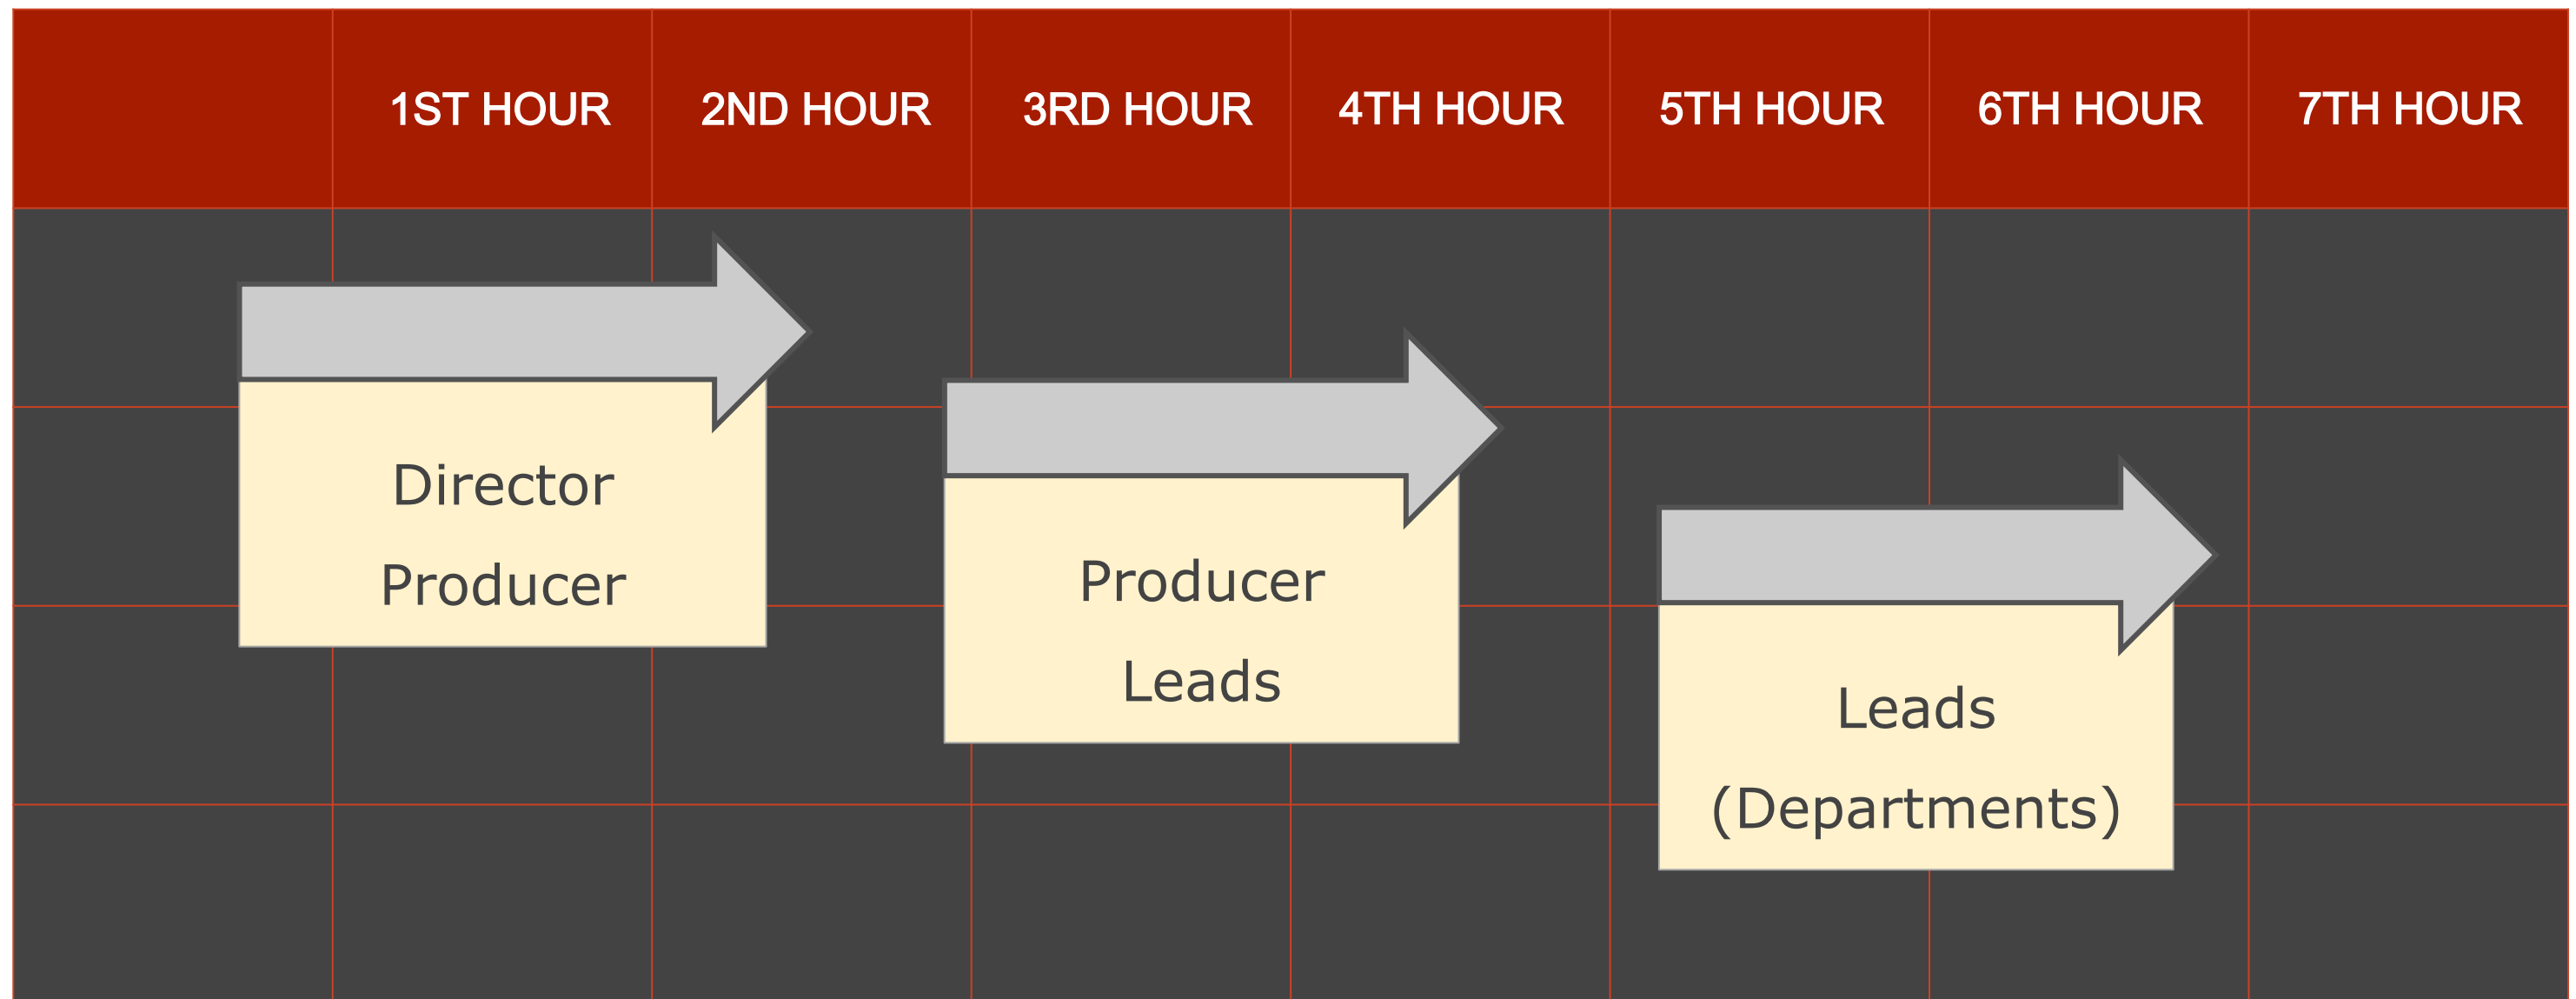 1ST HOUR 2ND HOUR 3RD HOUR 4TH HOUR 5TH HOUR 6TH HOUR 7TH HOUR
Director
Producer
Producer
Leads
Leads
(Departments)